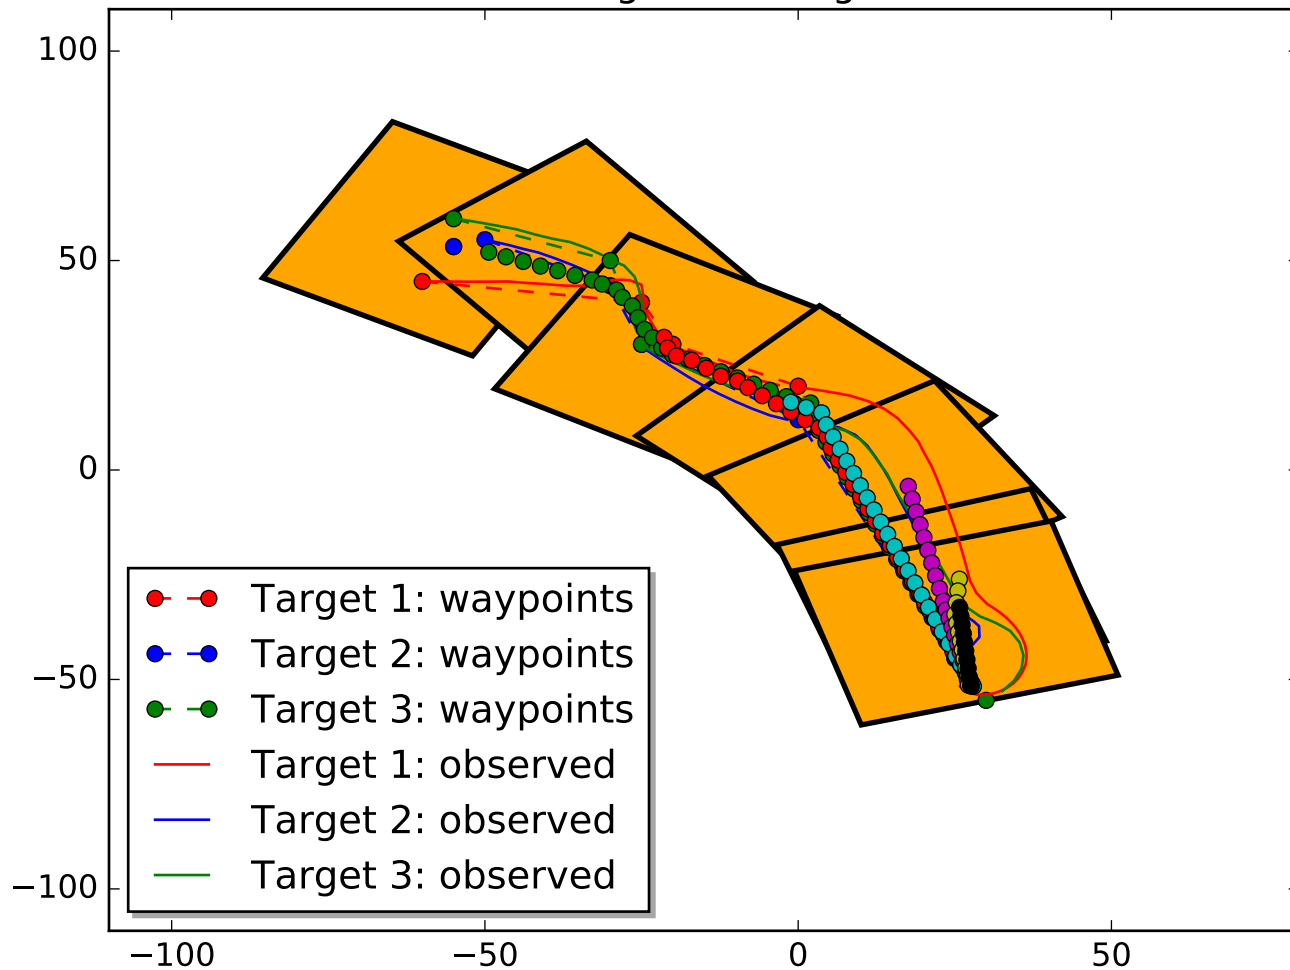 100
50
0
−50
−100
Target 1: waypoints
Target 2: waypoints
Target 3: waypoints
Target 1: observed
Target 2: observed
Target 3: observed
−100
−50
0
50